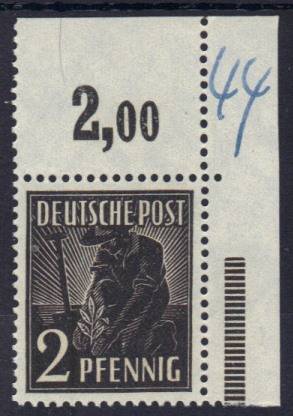 2,00
44
DEUTSCHE POST
2 PFENNIG